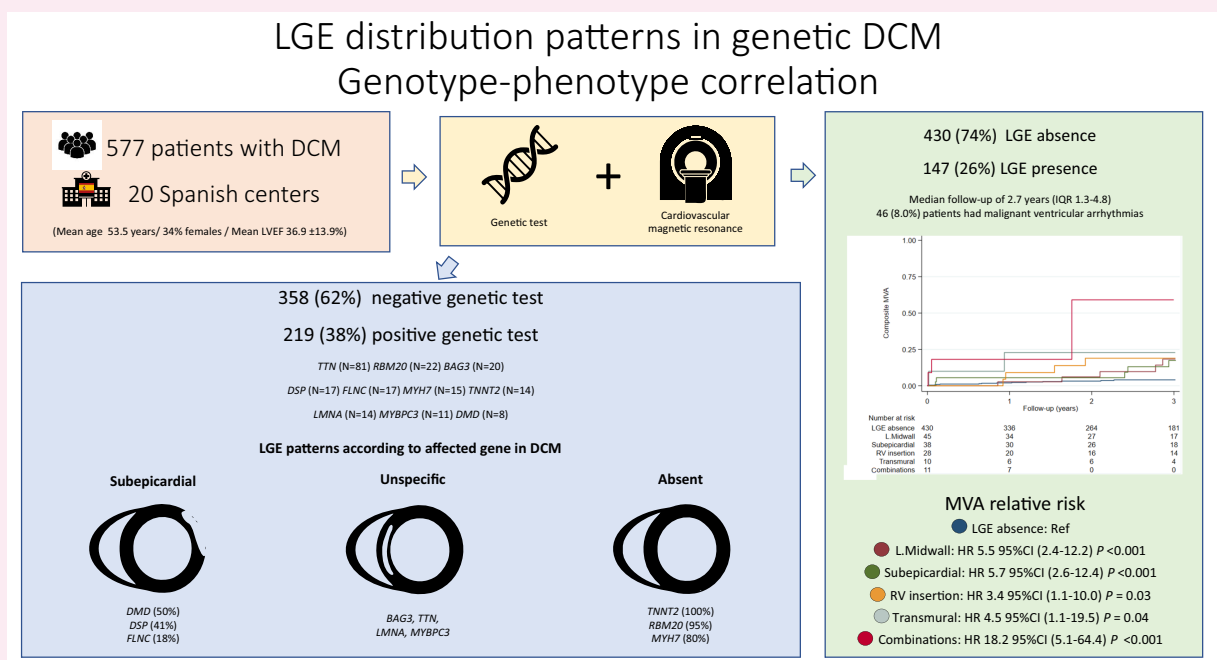 LGE distribution patterns in genetic DCM
Genotype-phenotype correlation
577 patients with DCM
20 Spanish centers
(Mean age 53.5 years/ 34% females / Mean LVEF 36.9 ±13.9%)
Genetic test
+
Cardiovascular
magnetic resonance
358 (62%) negative genetic test
219 (38%) positive genetic test
TTN (N=81) RBM20 (N=22) BAG3 (N=20)
DSP (N=17) FLNC (N=17) MYH7 (N=15) TNNT2 (N=14)
LMNA (N=14) MYBPC3 (N=11) DMD (N=8)
LGE patterns according to affected gene in DCM
Subepicardial
DMD (50%)
DSP (41%)
FLNC (18%)
Unspecific
BAG3, TTN,
LMNA, MYBPC3
Absent
TNNT2 (100%)
RBM20 (95%)
MYH7 (80%)
430 (74%) LGE absence
147 (26%) LGE presence
Median follow-up of 2.7 years (IQR 1.3-4.8)
46 (8.0%) patients had malignant ventricular arrhythmias
Composite MVA
1.00
0.75
0.50
0.25
0.00
0 1 2 3
Follow-up (years)
Number at risk
LGE absence 430 336 264 181
L.Midwall 45 34 27 17
Subepicardial 38 30 26 18
RV insertion 28 20 16 14
Transmural 10 6 6 4
Combinations 11 7 0 0
MVA relative risk
LGE absence: Ref
L.Midwall: HR 5.5 95%CI (2.4-12.2) P <0.001
Subepicardial: HR 5.7 95%CI (2.6-12.4) P <0.001
RV insertion: HR 3.4 95%CI (1.1-10.0) P = 0.03
Transmural: HR 4.5 95%CI (1.1-19.5) P = 0.04
Combinations: HR 18.2 95%CI (5.1-64.4) P <0.001